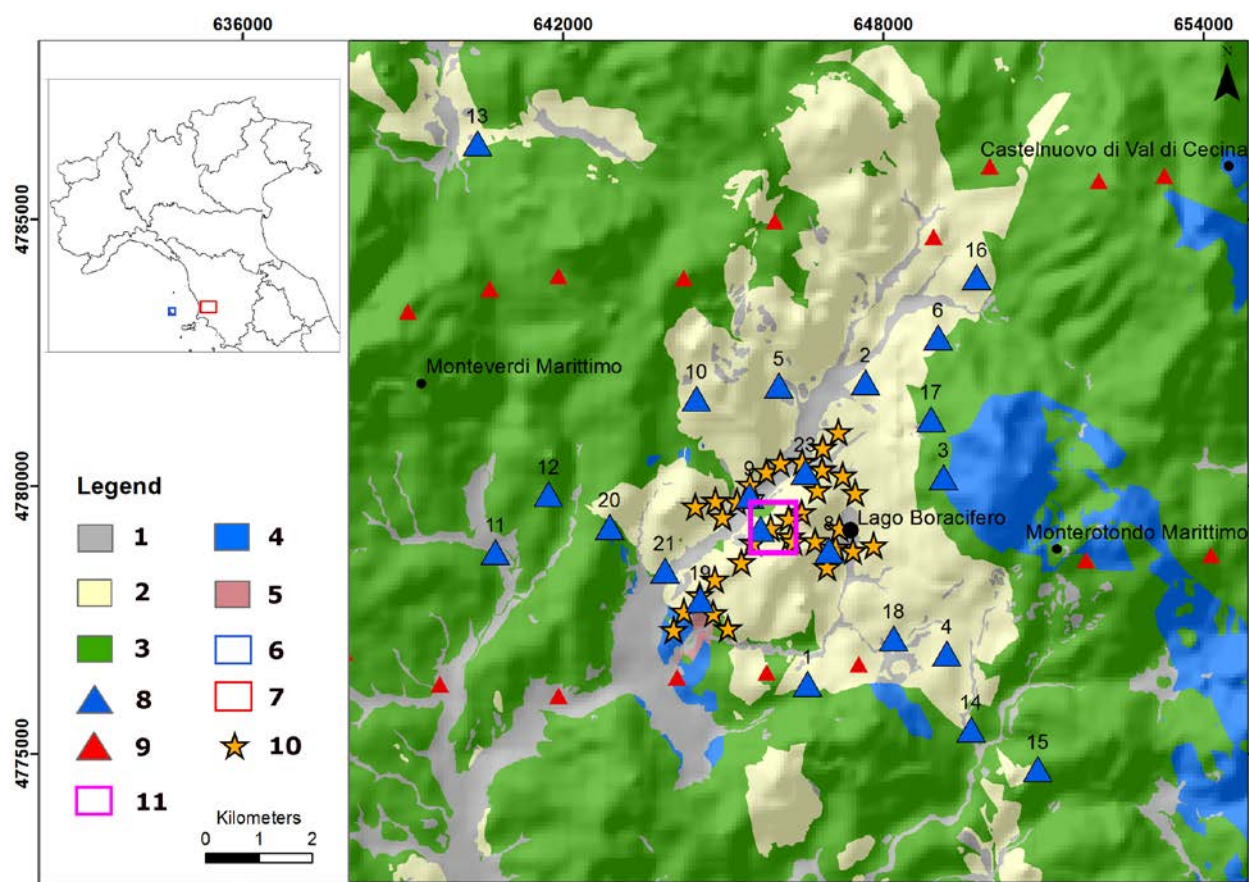 636000 642000 648000 654000
4785000
4780000
4775000
13
Castelnuovo di Val di Cecina
16
6
Monteverdi Marittimo
10 5 2
17
23
3
12 9
20 7
11 8 Lago Boracifero
Monterotondo Marittimo
21
19
18 4
1
14
15
Legend
1 4
2 5
3 6
8 7
9 10
11
Kilometers
0 1 2